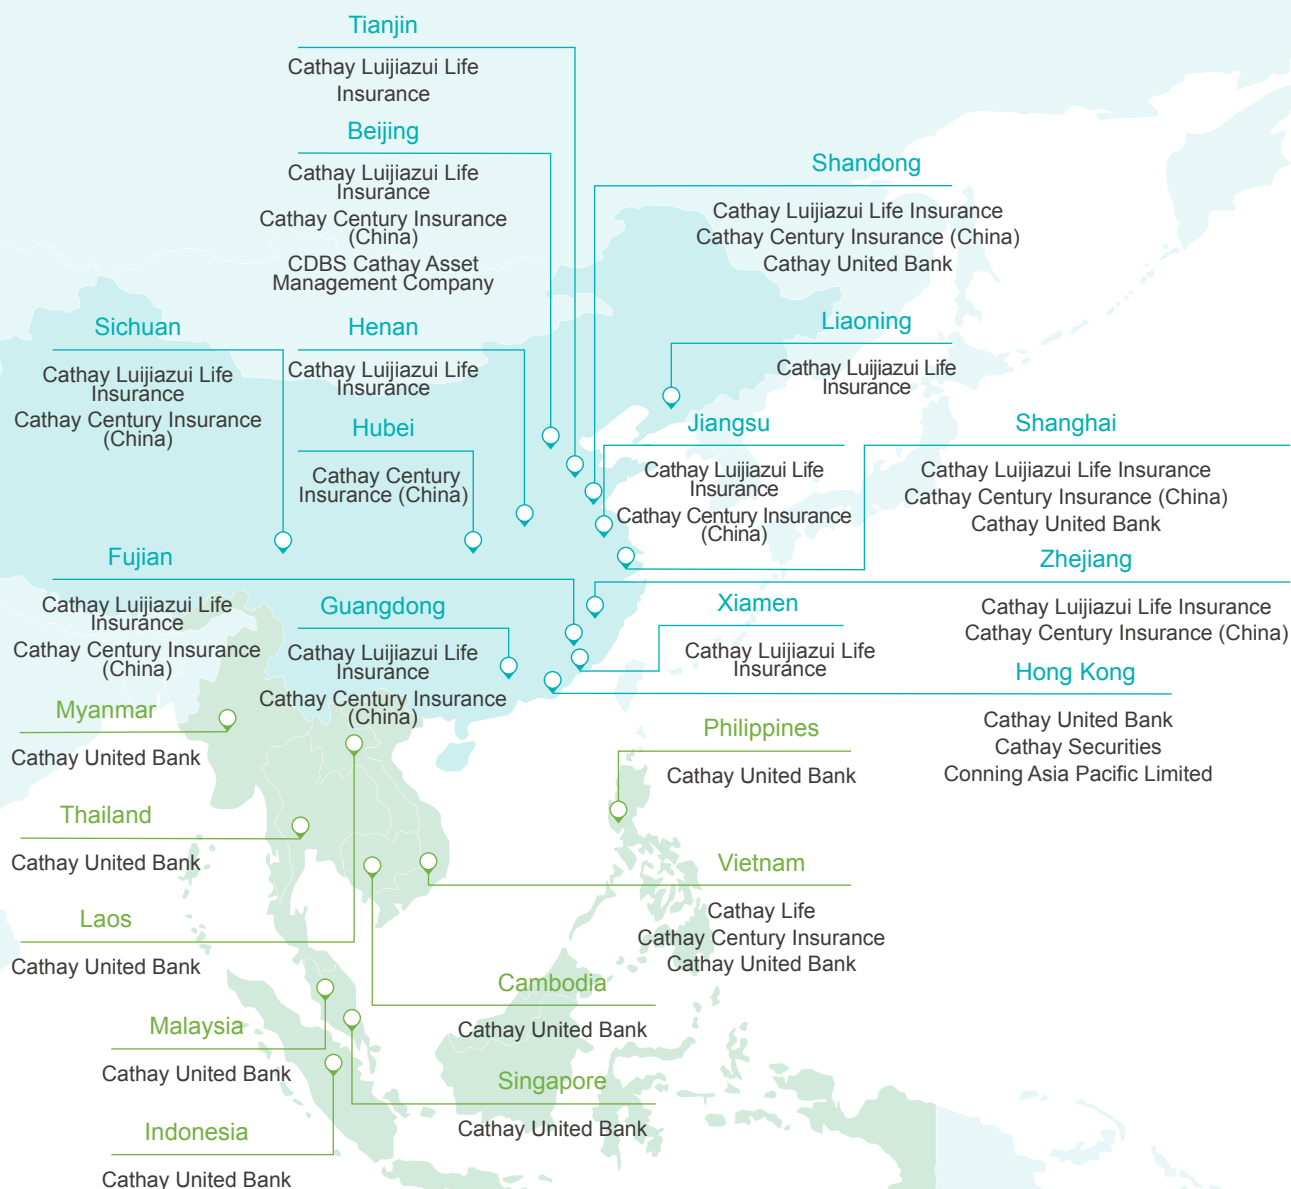 Tianjin
Cathay Luijiazui Life
Insurance
Beijing
Cathay Luijiazui Life
Insurance
Cathay Century Insurance
(China)
CDBS Cathay Asset
Management Company
Shandong
Cathay Luijiazui Life Insurance
Cathay Century Insurance (China)
Cathay United Bank
Sichuan
Cathay Luijiazui Life
Insurance
Cathay Century Insurance
(China)
Henan
Cathay Luijiazui Life
Insurance
Liaoning
Cathay Luijiazui Life
Insurance
Hubei
Cathay Century
Insurance (China)
Jiangsu
Cathay Luijiazui Life
Insurance
Cathay Century Insurance
(China)
Shanghai
Cathay Luijiazui Life Insurance
Cathay Century Insurance (China)
Cathay United Bank
Fujian
Cathay Luijiazui Life
Insurance
Cathay Century Insurance
(China)
Guangdong
Cathay Luijiazui Life
Insurance
Cathay Century Insurance
(China)
Xiamen
Cathay Luijiazui Life
Insurance
Zhejiang
Cathay Luijiazui Life Insurance
Cathay Century Insurance (China)
Hong Kong
Cathay United Bank
Cathay Securities
Conning Asia Pacific Limited
Myanmar
Cathay United Bank
Philippines
Cathay United Bank
Thailand
Cathay United Bank
Vietnam
Cathay Life
Cathay Century Insurance
Cathay United Bank
Laos
Cathay United Bank
Cambodia
Cathay United Bank
Malaysia
Cathay United Bank
Singapore
Cathay United Bank
Indonesia
Cathay United Bank